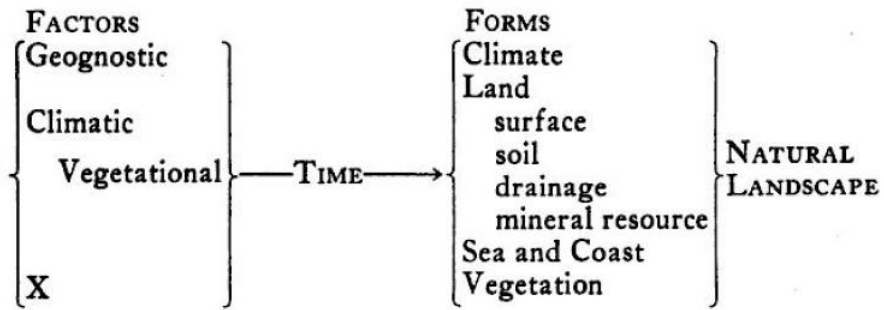 FACTORS
Geognostic
Climatic
Vegetational
X
TIME
FORMS
Climate
Land
surface
soil
drainage
mineral resource
Sea and Coast
Vegetation
NATURAL
LANDSCAPE